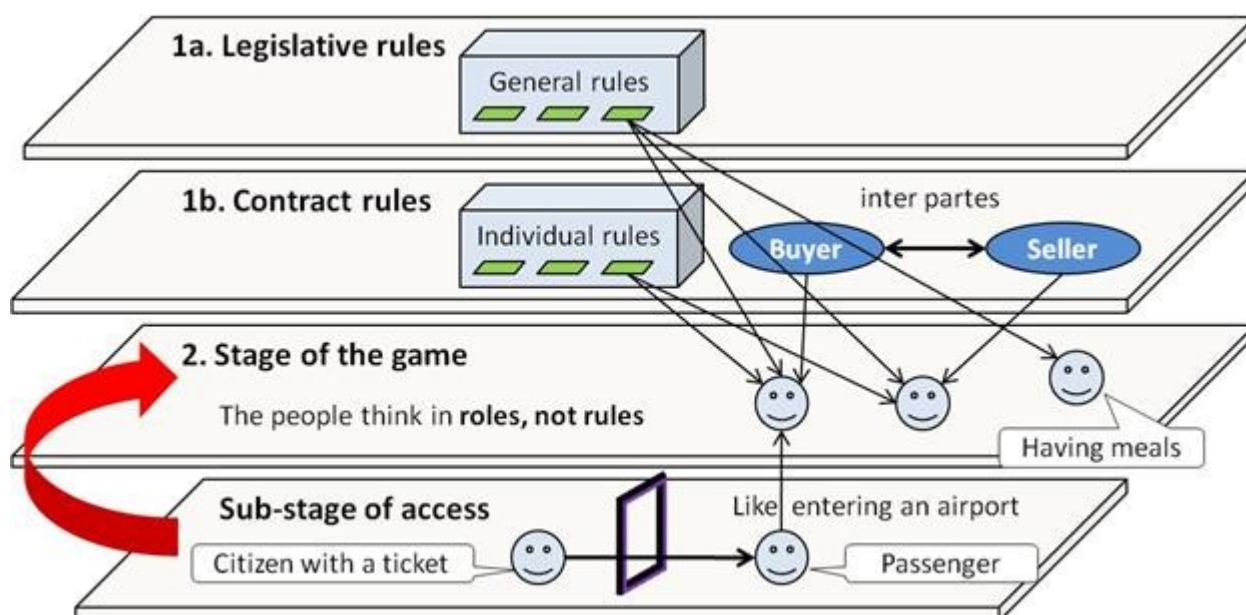 1a. Legislative rules
General rules
1b. Contract rules
Individual rules
inter partes
Buyer
Seller
2. Stage of the game
The people think in roles, not rules
Having meals
Sub-stage of access
Like entering an airport
Citizen with a ticket
Passenger